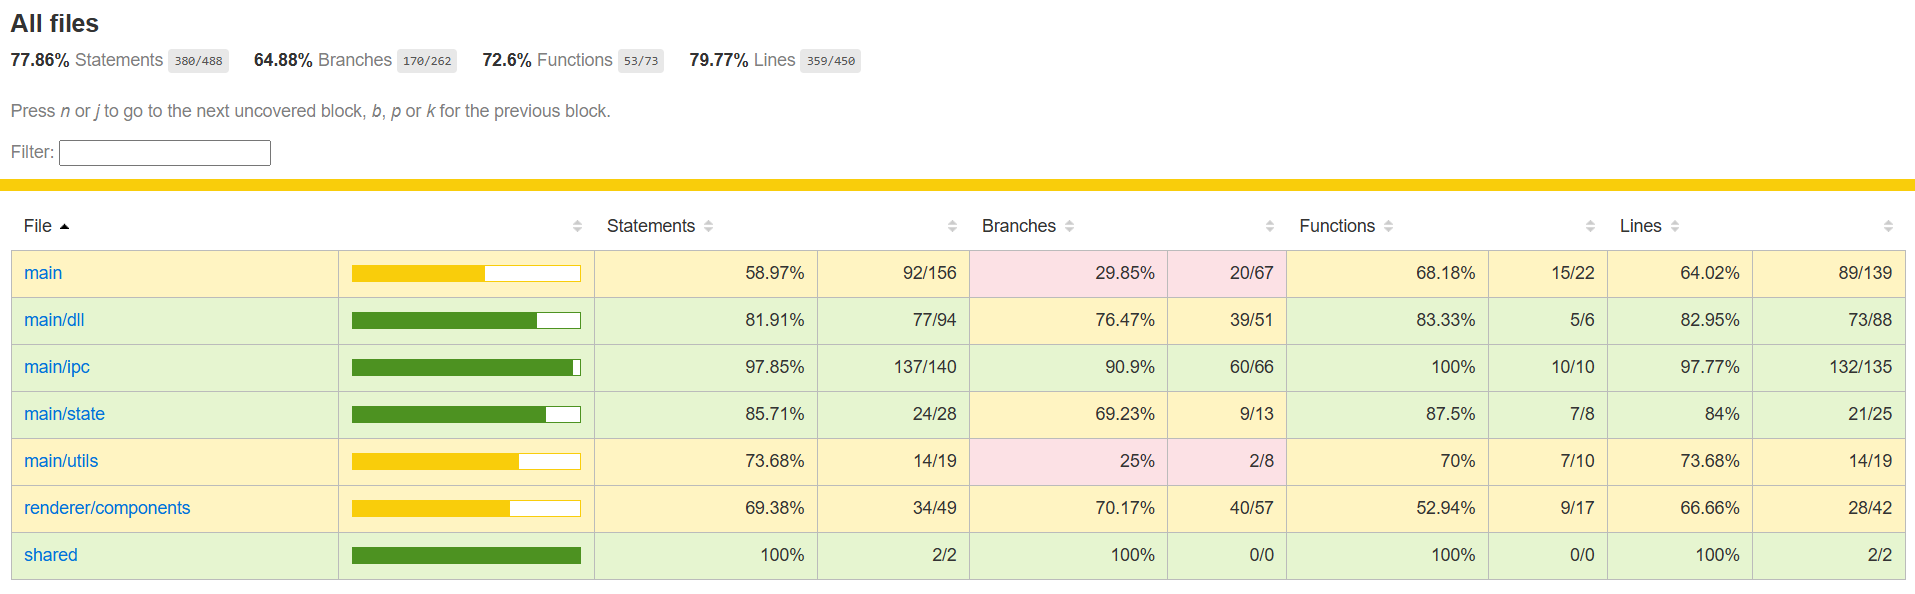 All files
77.86% Statements 380/488 64.88% Branches 170/262 72.6% Functions 53/73 79.77% Lines 359/450
Press n or j to go to the next uncovered block, b, p or k for the previous block.
Filter:
File Statements Branches Functions Lines
main 58.97% 92/156 29.85% 20/67 68.18% 15/22 64.02% 89/139
main/dll 81.91% 77/94 76.47% 39/51 83.33% 5/6 82.95% 73/88
main/ipc 97.85% 137/140 90.9% 60/66 100% 10/10 97.77% 132/135
main/state 85.71% 24/28 69.23% 9/13 87.5% 7/8 84% 21/25
main/utils 73.68% 14/19 25% 2/8 70% 7/10 73.68% 14/19
renderer/components 69.38% 34/49 70.17% 40/57 52.94% 9/17 66.66% 28/42
shared 100% 2/2 100% 0/0 100% 0/0 100% 2/2